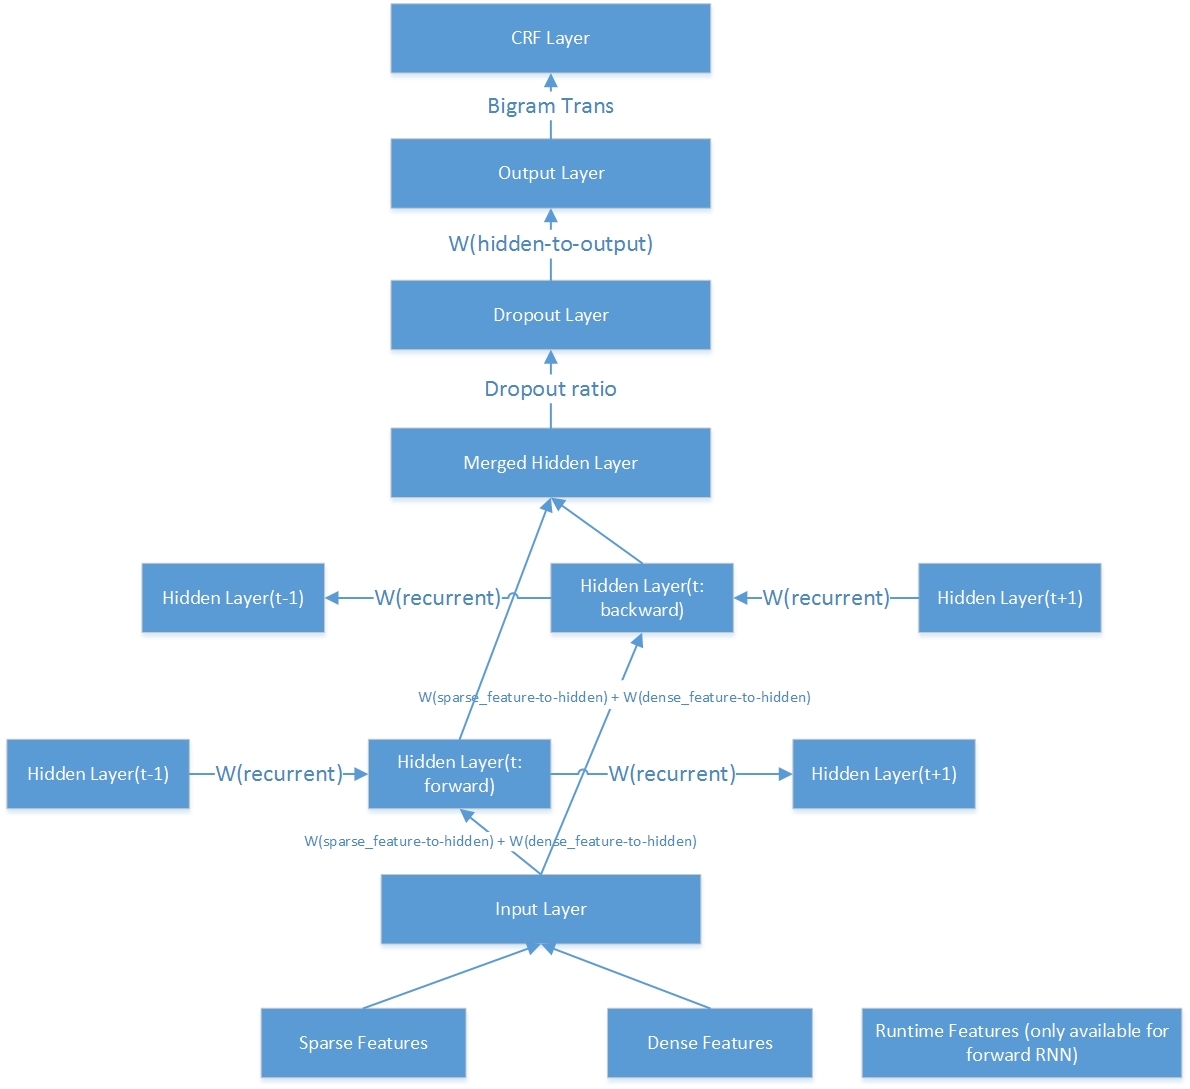 CRF Layer
Bigram Trans
Output Layer
W(hidden-to-output)
Dropout Layer
Dropout ratio
Merged Hidden Layer
Hidden Layer(t-1)
W(recurrent)
Hidden Layer(t:
backward)
W(recurrent)
Hidden Layer(t+1)
W(sparse_feature-to-hidden) + W(dense_feature-to-hidden)
Hidden Layer(t-1)
W(recurrent)
Hidden Layer(t:
forward)
W(recurrent)
Hidden Layer(t+1)
W(sparse_feature-to-hidden) + W(dense_feature-to-hidden)
Input Layer
Sparse Features
Dense Features
Runtime Features (only available for
forward RNN)